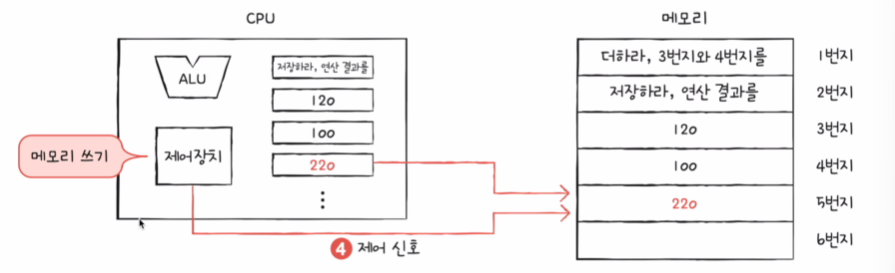 CPU
ALU
제어장치
메모리 쓰기
저장하라, 연산 결과를
120
100
220
⋮
4 제어 신호
메모리
더하라, 3번지와 4번지를 1번지
저장하라, 연산 결과를 2번지
120 3번지
100 4번지
220 5번지
6번지